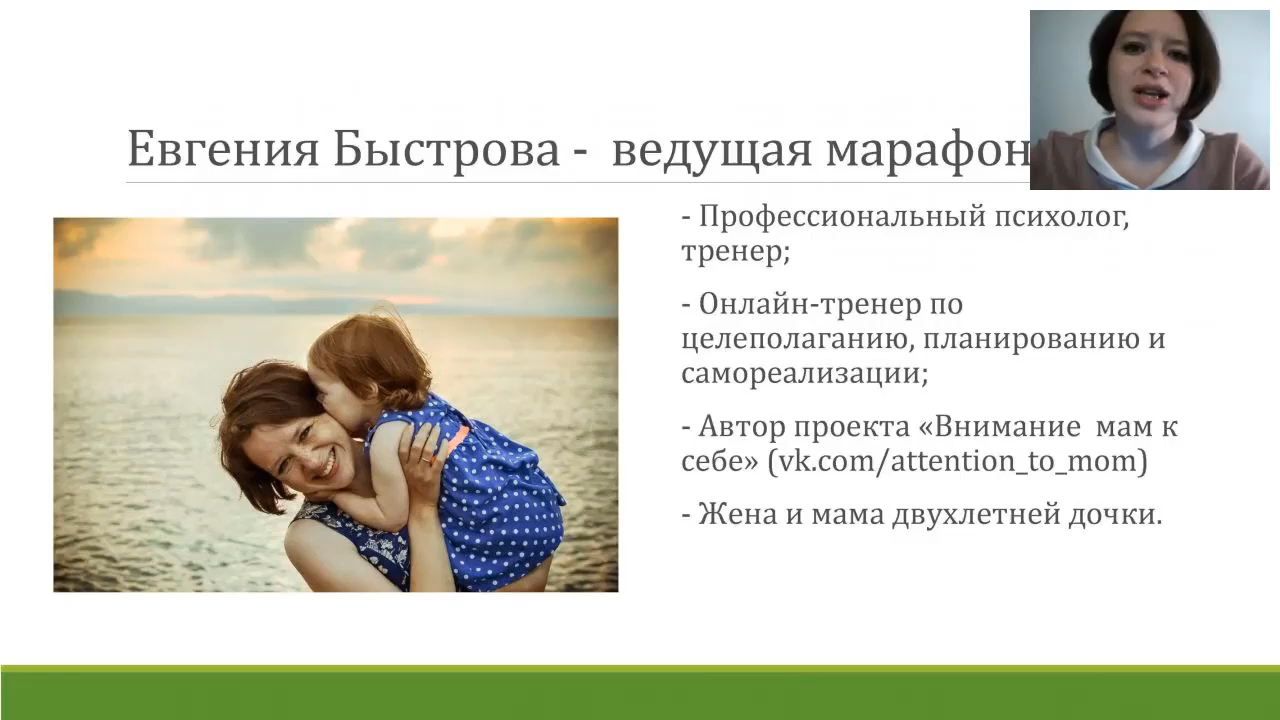 Евгения Быстрова -  ведущая марафон
- Профессиональный психолог,
тренер;
- Онлайн-тренер по
целеполаганию, планированию и
самореализации;
- Автор проекта «Внимание  мам к
себе» (vk.com/attention_to_mom)
- Жена и мама двухлетней дочки.